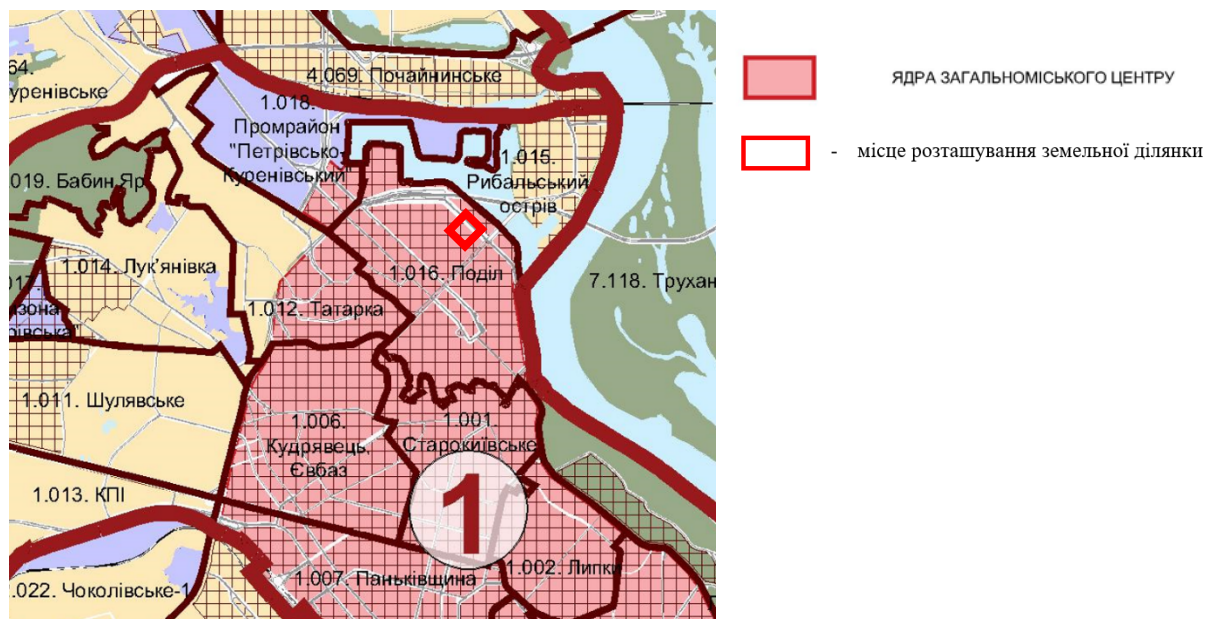 64.
уренівське
4.069. Почайнинське
1.018.
Промрайон
"Петрівсько-
Куренівський"
1.015.
Рибальський
острів
.019. Бабин Яр
1.014. Лук'янівка
1.016. Поділ
7.118. Трухан
017.
зона
рівська"
1.012. Татарка
1.011. Шулявське
1.006.
Кудрявець,
Євбаз
1.001.
Старокиївське
1
1.013. КПІ
1.007. Паньківщина
1.002. Липки
.022. Чоколівське-1
ЯДРА ЗАГАЛЬНОМІСЬКОГО ЦЕНТРУ
- місце розташування земельної ділянки